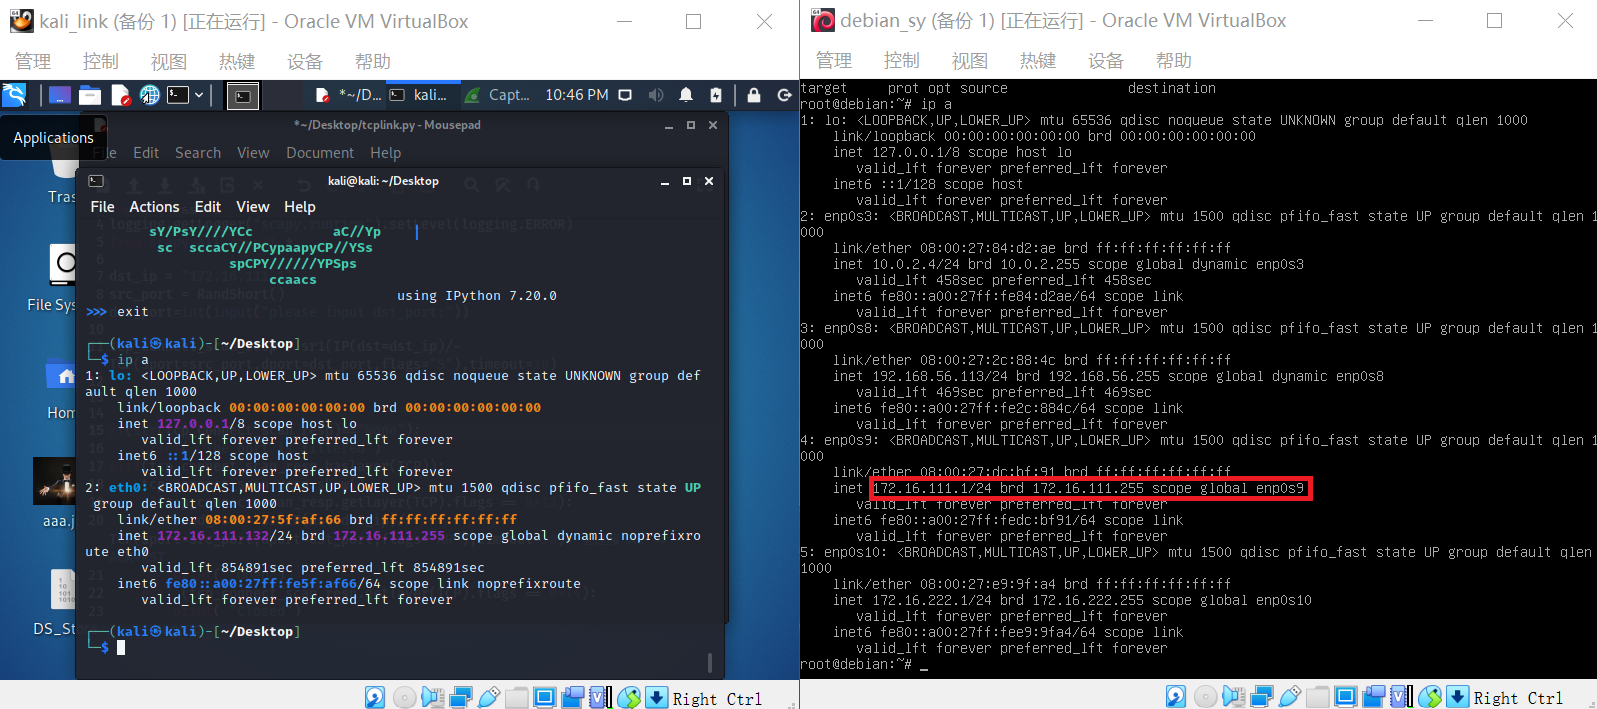 kali_link (备份 1) [正在运行] - Oracle VM VirtualBox
管理 控制 视图 热键 设备 帮助
*~/D... kali... Capt... 10:46 PM
Applications
*~/Desktop/tcplink.py - Mousepad
File Edit Search View Document Help
Tras
File Sys
Hom
aaa.j
DS_St
kali@kali: ~/Desktop
File Actions Edit View Help
sY/PsY////YCc aC//Yp
sc sccaCY//PCypaapyCP//YSs
spCPY//////YPSps
ccaacs
using IPython 7.20.0
>>> exit
┌──(kali㉿kali)-[~/Desktop]
└─$ ip a
1: lo: <LOOPBACK,UP,LOWER_UP> mtu 65536 qdisc noqueue state UNKNOWN group def
ault qlen 1000
link/loopback 00:00:00:00:00:00 brd 00:00:00:00:00:00
inet 127.0.0.1/8 scope host lo
valid_lft forever preferred_lft forever
inet6 ::1/128 scope host
valid_lft forever preferred_lft forever
2: eth0: <BROADCAST,MULTICAST,UP,LOWER_UP> mtu 1500 qdisc pfifo_fast state UP
group default qlen 1000
link/ether 08:00:27:5f:af:66 brd ff:ff:ff:ff:ff:ff
inet 172.16.111.132/24 brd 172.16.111.255 scope global dynamic noprefixro
ute eth0
valid_lft 854891sec preferred_lft 854891sec
inet6 fe80::a00:27ff:fe5f:af66/64 scope link noprefixroute
valid_lft forever preferred_lft forever
┌──(kali㉿kali)-[~/Desktop]
└─$
Right Ctrl
debian_sy (备份 1) [正在运行] - Oracle VM VirtualBox
管理 控制 视图 热键 设备 帮助
target prot opt source destination
root@debian:~# ip a
1: lo: <LOOPBACK,UP,LOWER_UP> mtu 65536 qdisc noqueue state UNKNOWN group default qlen 1000
link/loopback 00:00:00:00:00:00 brd 00:00:00:00:00:00
inet 127.0.0.1/8 scope host lo
valid_lft forever preferred_lft forever
inet6 ::1/128 scope host
valid_lft forever preferred_lft forever
2: enp0s3: <BROADCAST,MULTICAST,UP,LOWER_UP> mtu 1500 qdisc pfifo_fast state UP group default qlen 1
000
link/ether 08:00:27:84:d2:ae brd ff:ff:ff:ff:ff:ff
inet 10.0.2.4/24 brd 10.0.2.255 scope global dynamic enp0s3
valid_lft 458sec preferred_lft 458sec
inet6 fe80::a00:27ff:fe84:d2ae/64 scope link
valid_lft forever preferred_lft forever
3: enp0s8: <BROADCAST,MULTICAST,UP,LOWER_UP> mtu 1500 qdisc pfifo_fast state UP group default qlen 1
000
link/ether 08:00:27:2c:88:4c brd ff:ff:ff:ff:ff:ff
inet 192.168.56.113/24 brd 192.168.56.255 scope global dynamic enp0s8
valid_lft 469sec preferred_lft 469sec
inet6 fe80::a00:27ff:fe2c:884c/64 scope link
valid_lft forever preferred_lft forever
4: enp0s9: <BROADCAST,MULTICAST,UP,LOWER_UP> mtu 1500 qdisc pfifo_fast state UP group default qlen 1
000
link/ether 08:00:27:dc:bf:91 brd ff:ff:ff:ff:ff:ff
inet 172.16.111.1/24 brd 172.16.111.255 scope global enp0s9
valid_lft forever preferred_lft forever
inet6 fe80::a00:27ff:fedc:bf91/64 scope link
valid_lft forever preferred_lft forever
5: enp0s10: <BROADCAST,MULTICAST,UP,LOWER_UP> mtu 1500 qdisc pfifo_fast state UP group default qlen
1000
link/ether 08:00:27:e9:9f:a4 brd ff:ff:ff:ff:ff:ff
inet 172.16.222.1/24 brd 172.16.222.255 scope global enp0s10
valid_lft forever preferred_lft forever
inet6 fe80::a00:27ff:fee9:9fa4/64 scope link
valid_lft forever preferred_lft forever
root@debian:~# _
Right Ctrl